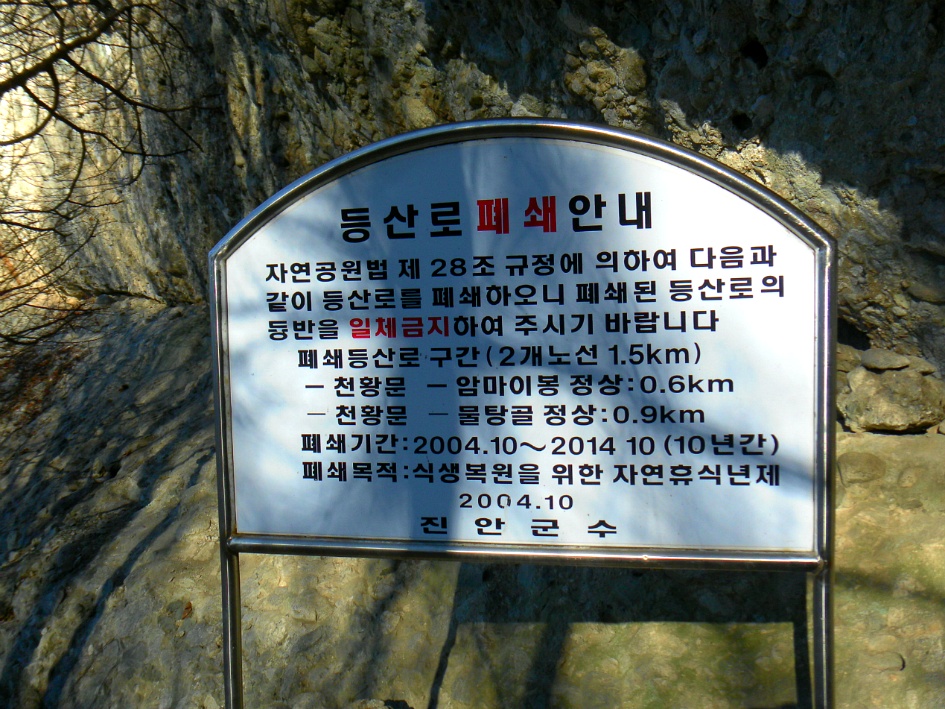 등산로 폐쇄안내
자연공원법 제 28조 규정에 의하여 다음과
같이 등산로를 폐쇄하오니 폐쇄된 등산로의
등반을 일체금지하여 주시기 바랍니다
폐쇄등산로 구간(2개노선 1.5km)
- 천황문 - 암마이봉 정상:0.6km
- 천황문 - 물탕골 정상:0.9km
폐쇄기간:2004.10~2014 10 (10년간)
폐쇄목적:식생복원을 위한 자연휴식년제
2004.10
진안군수